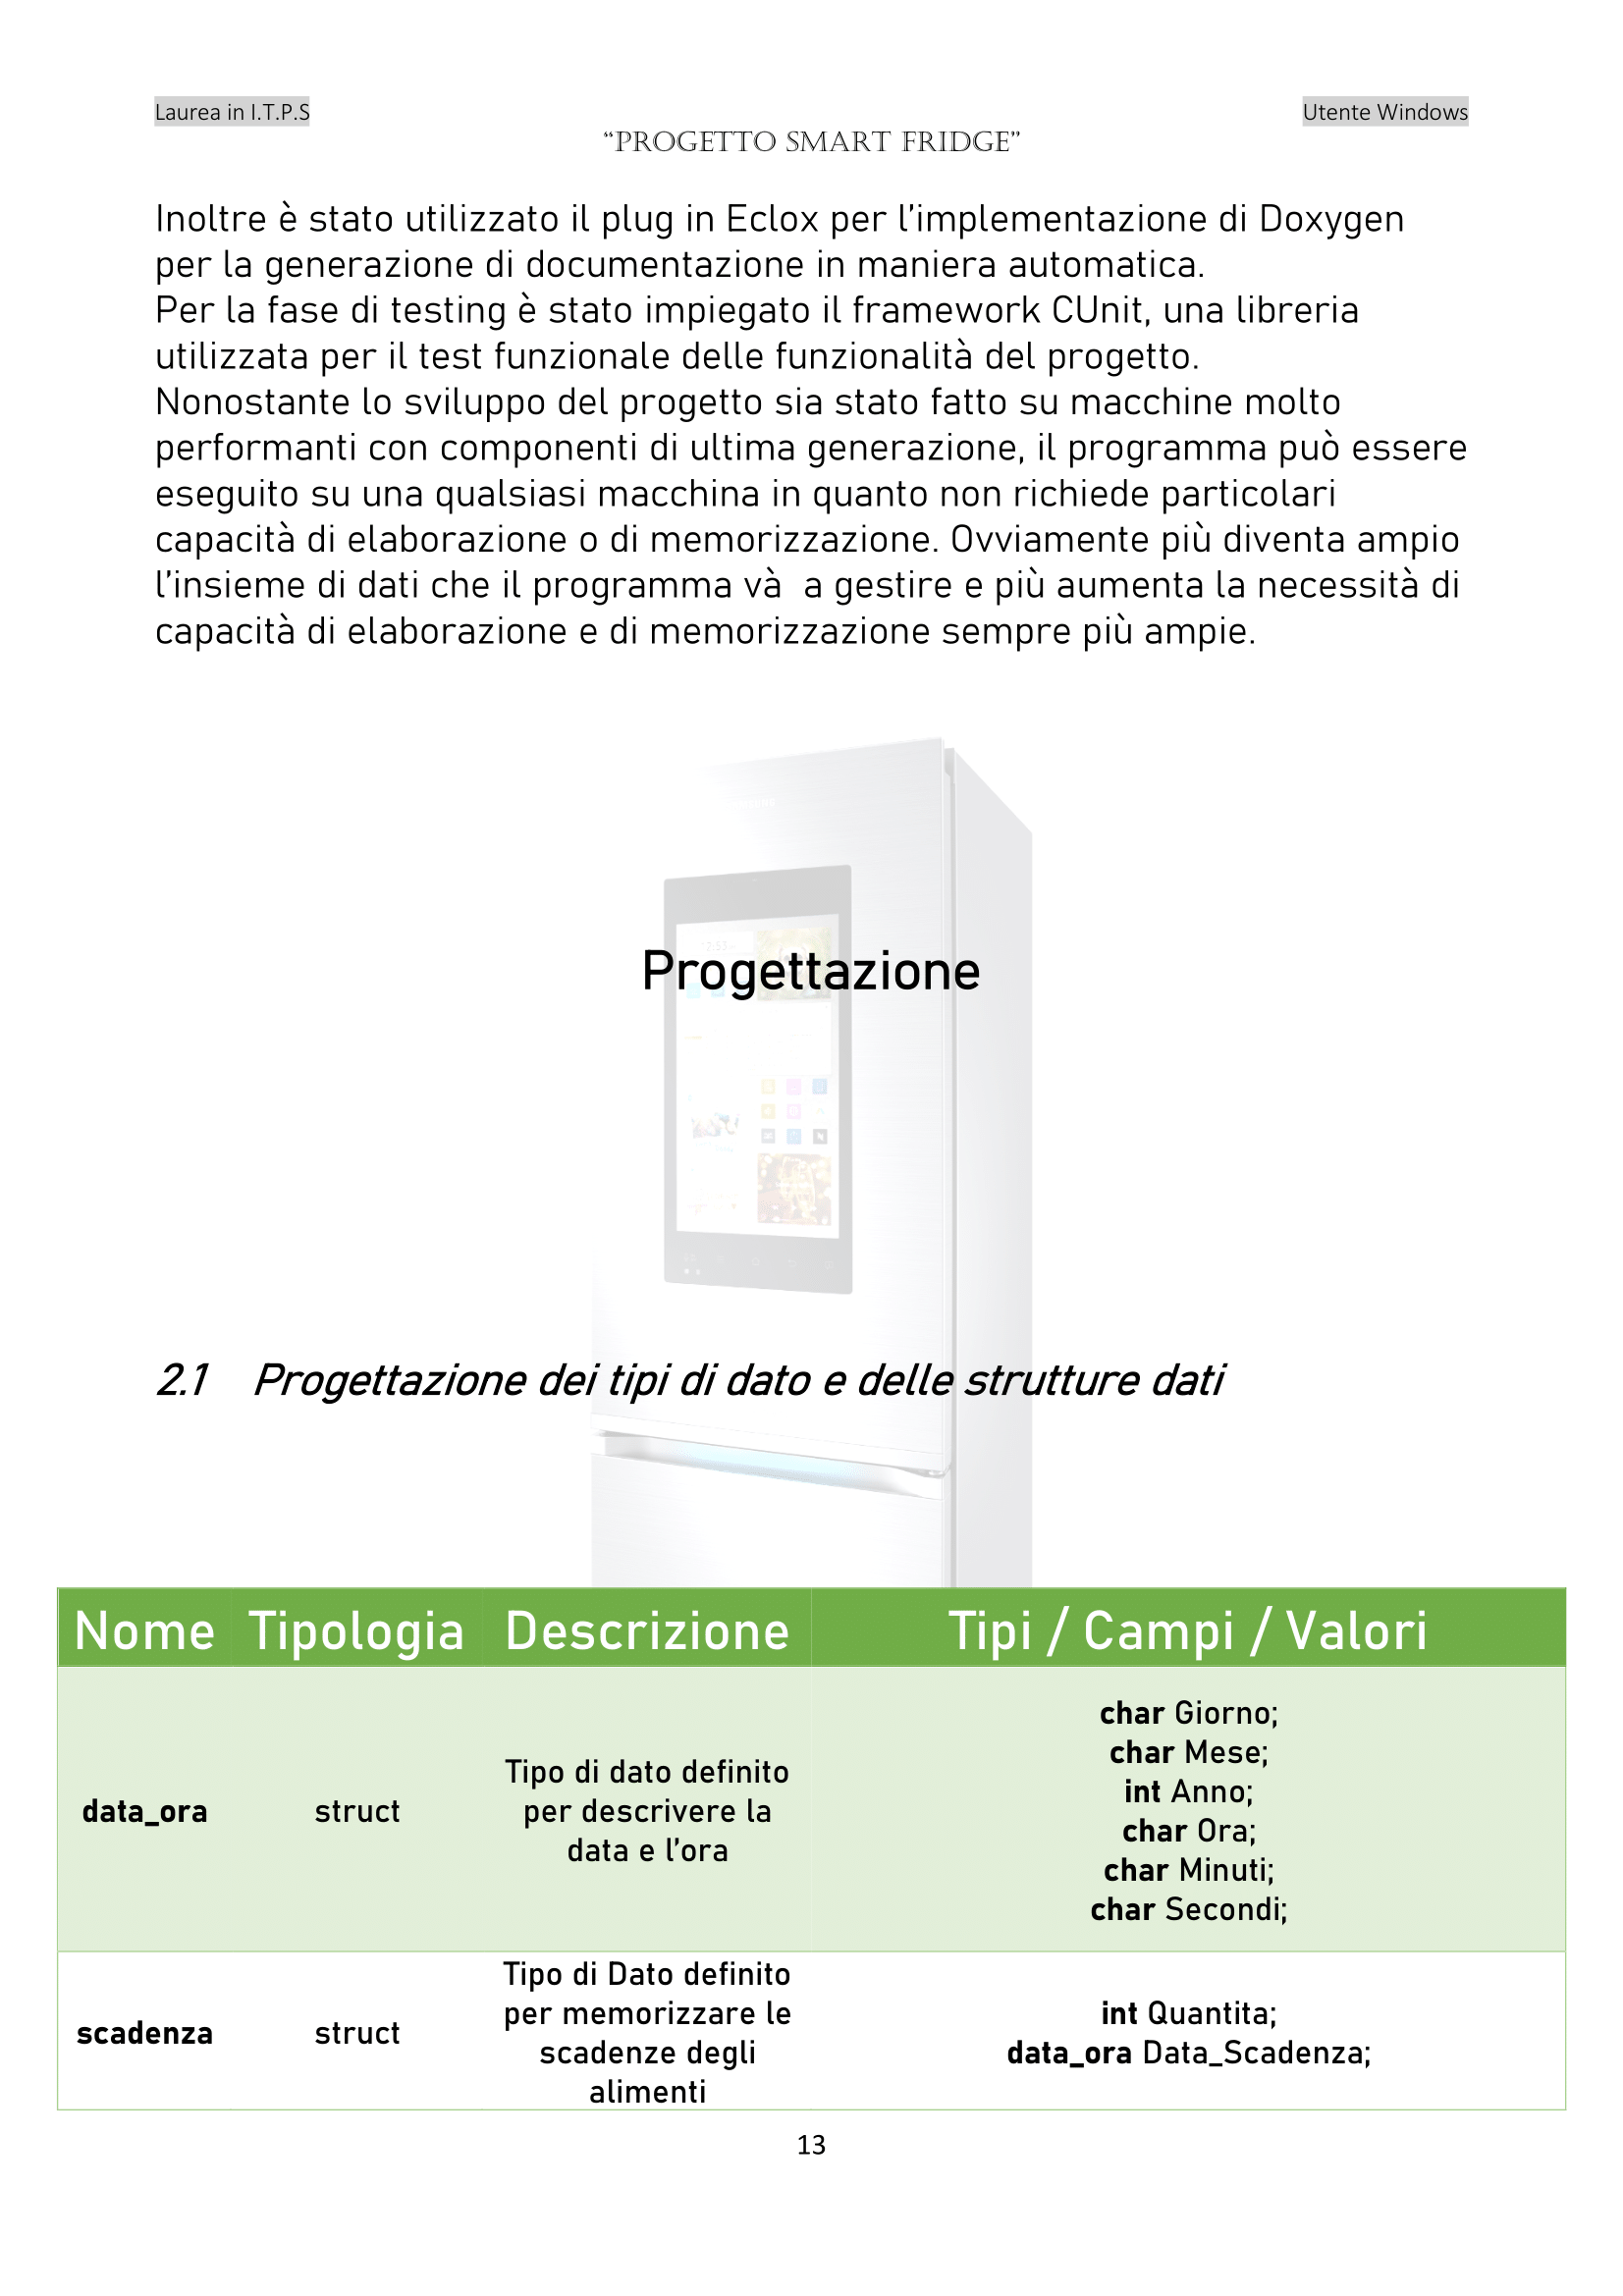 Laurea in I.T.P.S
Utente Windows
“PROGETTO SMART FRIDGE”
Inoltre è stato utilizzato il plug in Eclox per l’implementazione di Doxygen
per la generazione di documentazione in maniera automatica.
Per la fase di testing è stato impiegato il framework CUnit, una libreria
utilizzata per il test funzionale delle funzionalità del progetto.
Nonostante lo sviluppo del progetto sia stato fatto su macchine molto
performanti con componenti di ultima generazione, il programma può essere
eseguito su una qualsiasi macchina in quanto non richiede particolari
capacità di elaborazione o di memorizzazione. Ovviamente più diventa ampio
l’insieme di dati che il programma và  a gestire e più aumenta la necessità di
capacità di elaborazione e di memorizzazione sempre più ampie.
Progettazione
2.1 Progettazione dei tipi di dato e delle strutture dati
Nome Tipologia Descrizione Tipi / Campi / Valori
data_ora
struct
Tipo di dato definito
per descrivere la
data e l’ora
char Giorno;
char Mese;
int Anno;
char Ora;
char Minuti;
char Secondi;
scadenza
struct
Tipo di Dato definito
per memorizzare le
scadenze degli
alimenti
int Quantita;
data_ora Data_Scadenza;
13